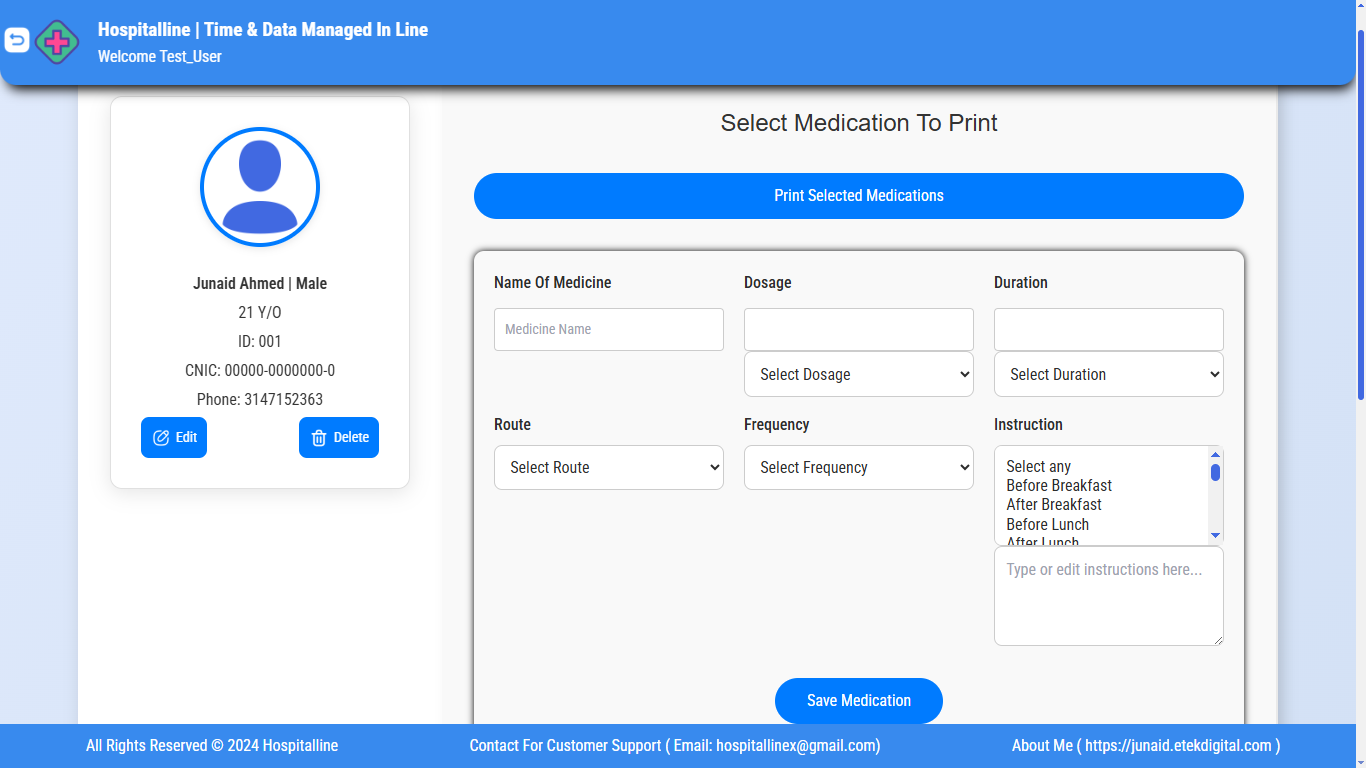 Hospitalline | Time & Data Managed In Line
Welcome Test_User
Junaid Ahmed | Male
21 Y/O
ID: 001
CNIC: 00000-0000000-0
Phone: 3147152363
Edit
Delete
Select Medication To Print
Print Selected Medications
Name Of Medicine
Medicine Name
Dosage
Select Dosage
Duration
Select Duration
Route
Select Route
Frequency
Select Frequency
Instruction
Select any
Before Breakfast
After Breakfast
Before Lunch
After Lunch
Type or edit instructions here...
Save Medication
All Rights Reserved © 2024 Hospitalline
Contact For Customer Support ( Email: hospitallinex@gmail.com)
About Me ( https://junaid.etekdigital.com )